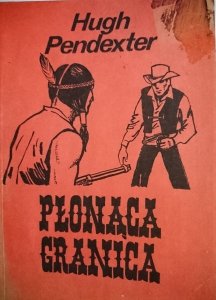 Hugh
Pendexter
PŁONĄCA
GRANICA